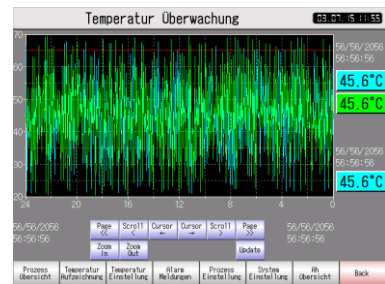 Temperatur Überwachung
03.07.15 11:55
70
60
50
40
30
20
24 20 16 12 8 4 0
56/56/2056
56:56:56
45.6°C
45.6°C
56/56/2056
56:56:56
45.6°C
56/56/2056
56:56:56
Page
<<
Scroll
<
Cursor
←
Cursor
→
Scroll
>
Page
>>
56/56/2056
56:56:56
Zoom
In
Zoom
Out
Update
Prozess
Übersicht
Temperatur
Aufzeichnung
Temperatur
Einstellung
Alarm
Meldungen
Prozess
Einstellung
System
Einstellung
Ah
Übersicht
Back